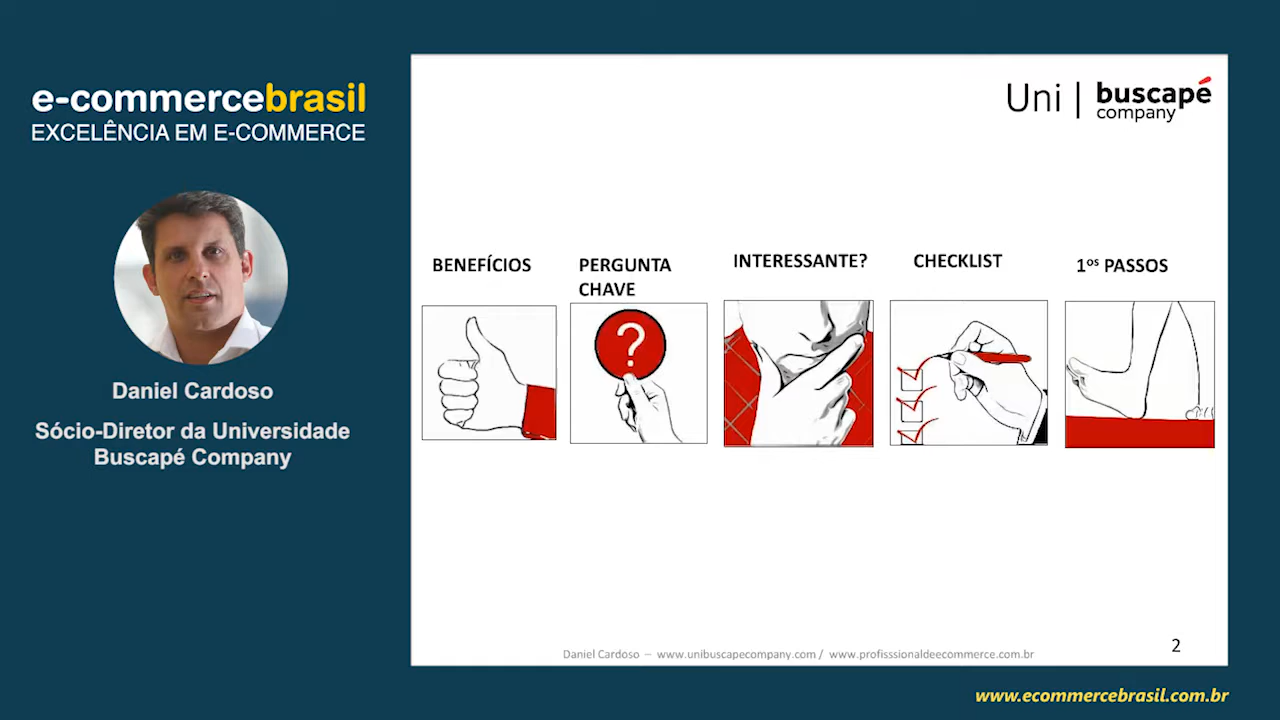 e-commercebrasil
EXCELÊNCIA EM E-COMMERCE
Daniel Cardoso
Sócio-Diretor da Universidade
Buscapé Company
Uni | buscapé
company
BENEFÍCIOS
PERGUNTA
CHAVE
?
INTERESSANTE?
CHECKLIST
1os PASSOS
Daniel Cardoso – www.unibuscapecompany.com / www.profisssionaldeecommerce.com.br
2
www.ecommercebrasil.com.br